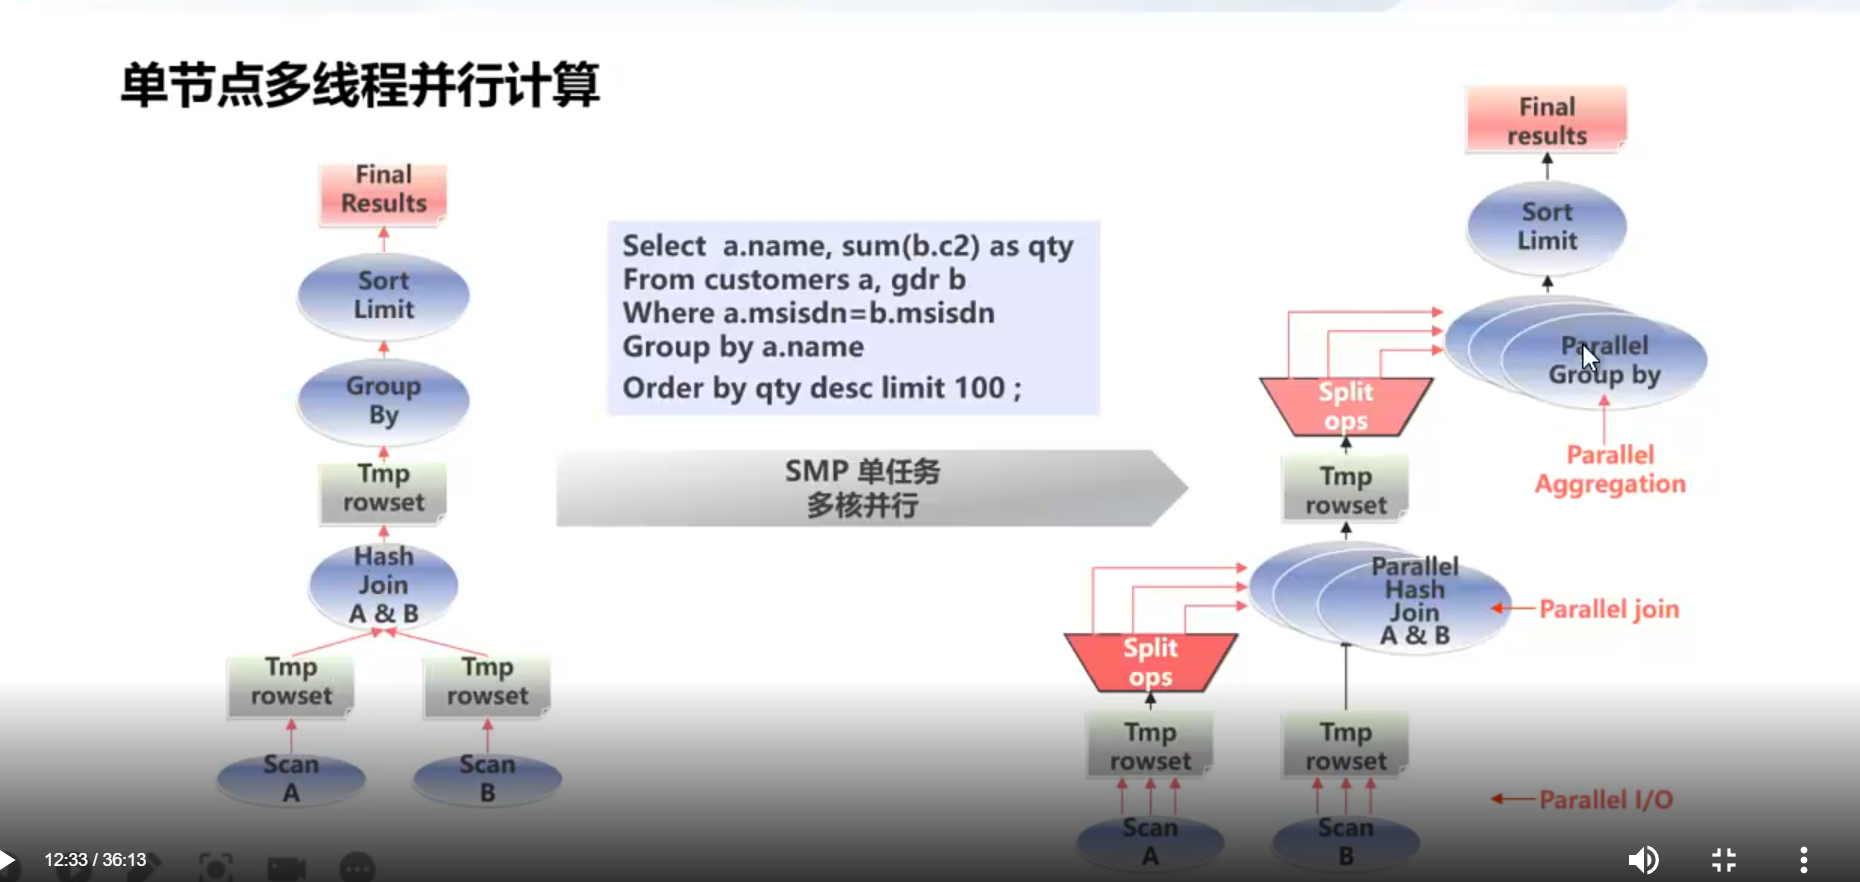 单节点多线程并行计算
Final
Results
Sort
Limit
Group
By
Tmp
rowset
Hash
Join
A & B
Tmp
rowset
Tmp
rowset
Scan
A
Scan
B
Select  a.name, sum(b.c2) as qty
From customers a, gdr b
Where a.msisdn=b.msisdn
Group by a.name
Order by qty desc limit 100 ;
SMP 单任务
多核并行
Final
results
Sort
Limit
Parallel
Group by
Parallel
Aggregation
Split
ops
Tmp
rowset
Parallel
Hash
Join
A & B
Parallel join
Split
ops
Tmp
rowset
Tmp
rowset
Parallel I/O
Scan
A
Scan
B
12:33 / 36:13